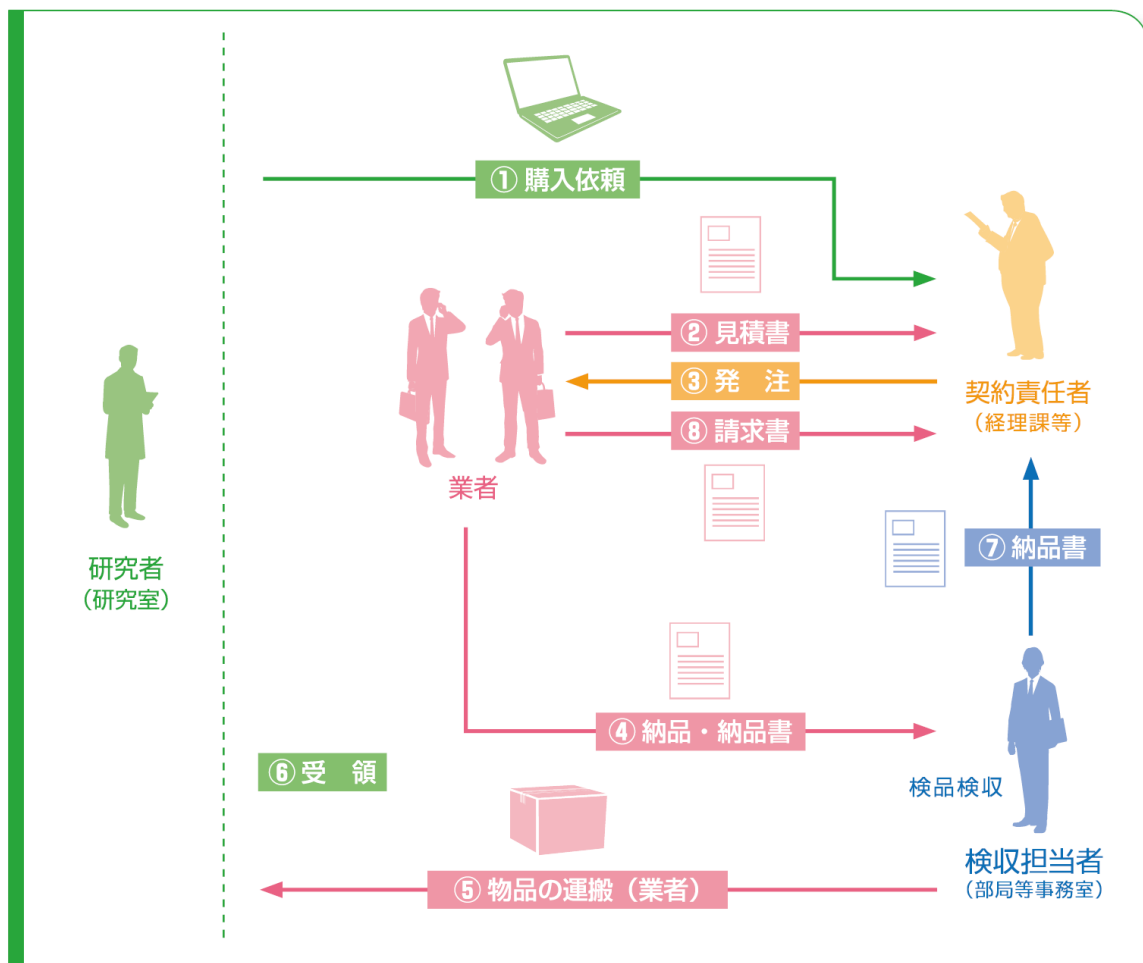 ① 購入依頼
② 見積書
③ 発　注
⑧ 請求書
契約責任者
（経理課等）
業者
研究者
（研究室）
⑦ 納品書
④ 納品・納品書
⑥ 受　領
検品検収
検収担当者
（部局等事務室）
⑤ 物品の運搬（業者）